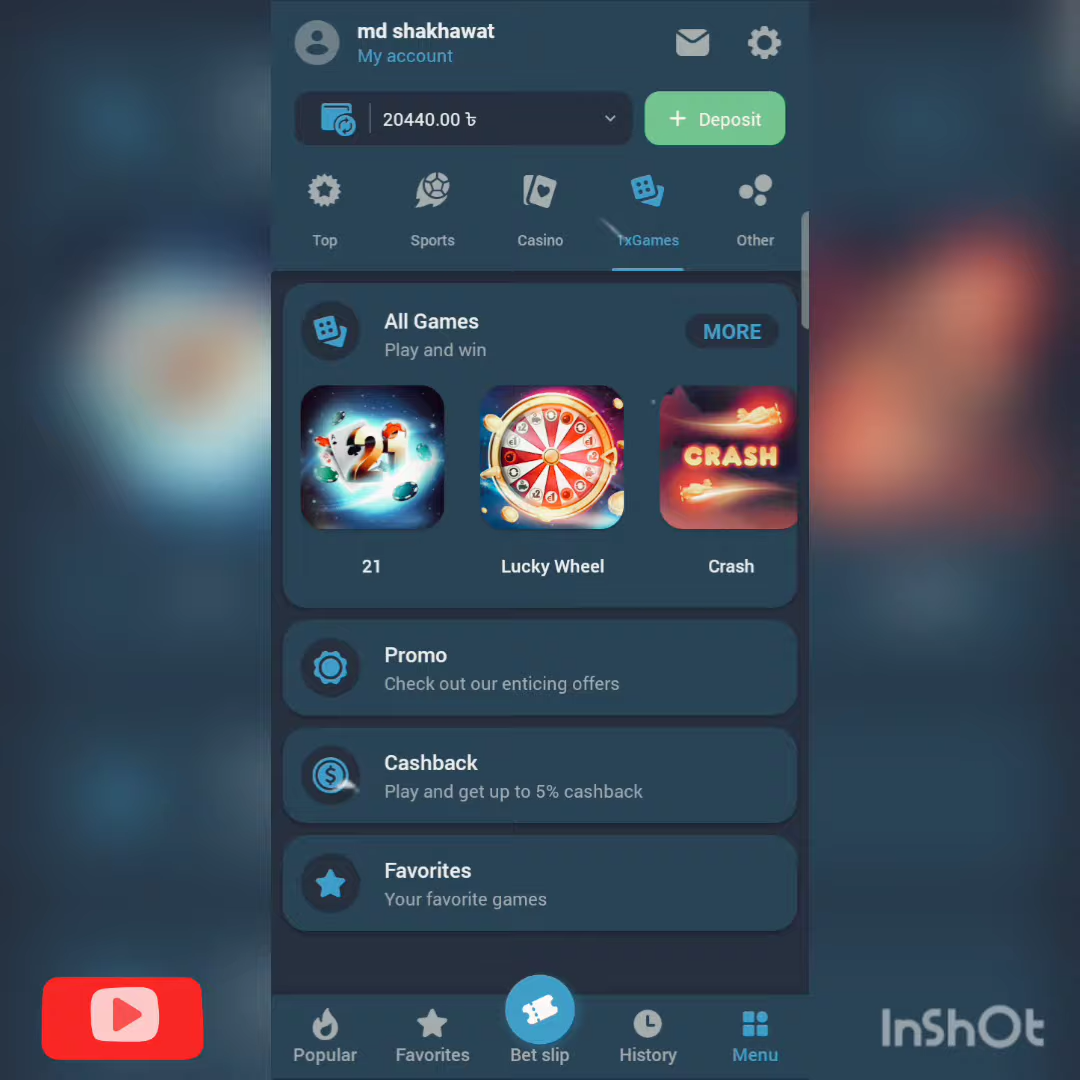 md shakhawat
My account
20440.00 ৳
+ Deposit
Top
Sports
Casino
1xGames
Other
All Games
Play and win
MORE
21
CRASH
21
Lucky Wheel
Crash
Promo
Check out our enticing offers
Cashback
Play and get up to 5% cashback
Favorites
Your favorite games
Popular
Favorites
Bet slip
History
Menu
InShOt